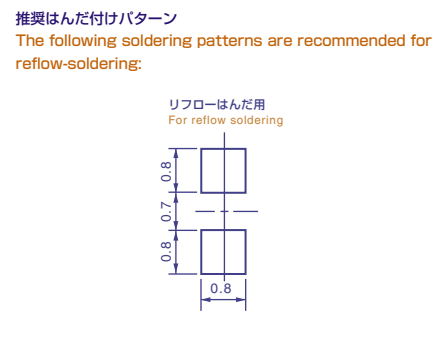 推奨はんだ付けパターン
The following soldering patterns are recommended for
reflow-soldering:
リフローはんだ用
For reflow soldering
0.8
0.7
0.8
0.8